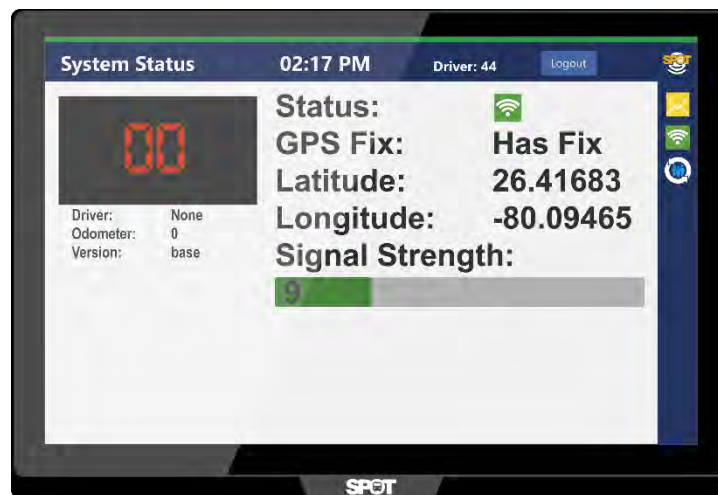 System Status 02:17 PM Driver: 44 Logout SPOT
00
Status:
GPS Fix: Has Fix
Latitude: 26.41683
Longitude: -80.09465
Signal Strength:
9
Driver: None
Odometer: 0
Version: base
SPOT